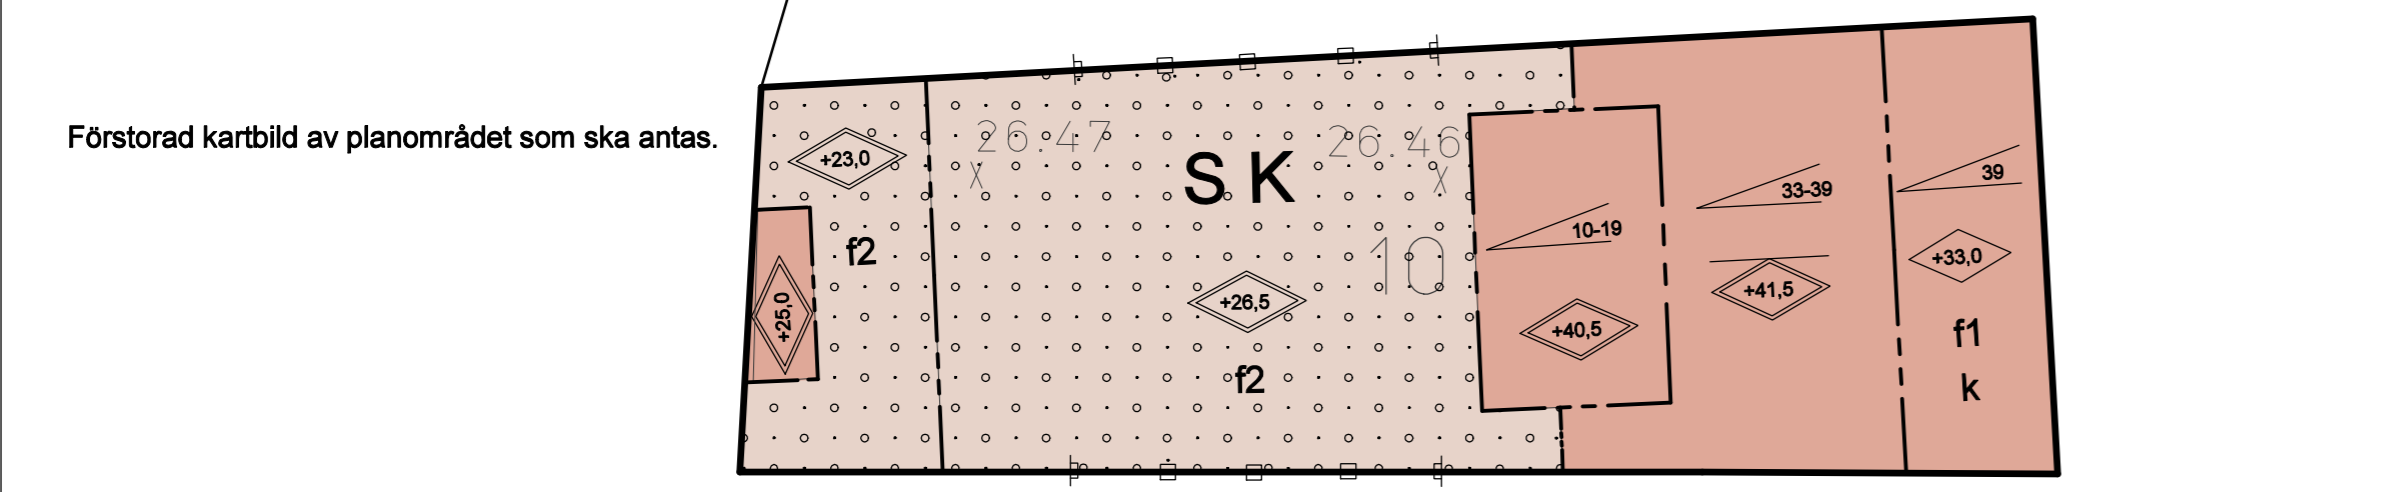 Förstorad kartbild av planområdet som ska antas.
+23,0
f2
+25,0
26.47
26.46
X
X
S K
10
+26,5
f2
10-19
+40,5
33-39
+41,5
39
+33,0
f1
k